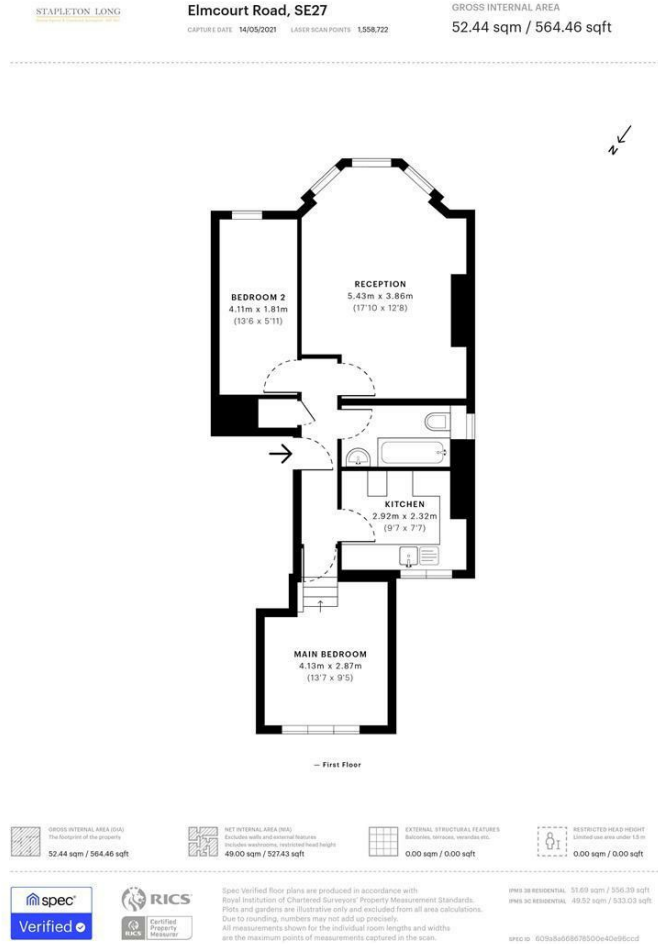 STAPLETON LONG
Elmcourt Road, SE27
CAPTURE DATE 14/05/2021 LASER SCAN POINTS 1,558,722
GROSS INTERNAL AREA
52.44 sqm / 564.46 sqft
N
RECEPTION
5.43m x 3.86m
(17'10 x 12'8)
BEDROOM 2
4.11m x 1.81m
(13'6 x 5'11)
KITCHEN
2.92m x 2.32m
(9'7 x 7'7)
MAIN BEDROOM
4.13m x 2.87m
(13'7 x 9'5)
— First Floor
GROSS INTERNAL AREA (GIA)
The footprint of the property
52.44 sqm / 564.46 sqft
NET INTERNAL AREA (NIA)
Excludes walls and external features
Includes washrooms, restricted head height
49.00 sqm / 527.43 sqft
EXTERNAL STRUCTURAL FEATURES
Balconies, terraces, verandas etc.
0.00 sqm / 0.00 sqft
RESTRICTED HEAD HEIGHT
Limited use area under 1.5 m
0.00 sqm / 0.00 sqft
spec
Verified
RICS
RICS
Certified
Property
Measurer
Spec Verified floor plans are produced in accordance with
Royal Institution of Chartered Surveyors' Property Measurement Standards.
Plots and gardens are illustrative only and excluded from all area calculations.
Due to rounding, numbers may not add up precisely.
All measurements shown for the individual room lengths and widths
are the maximum points of measurements captured in the scan.
IPMS 3B RESIDENTIAL 51.69 sqm / 556.39 sqft
IPMS 3C RESIDENTIAL 49.52 sqm / 533.03 sqft
SPEC ID